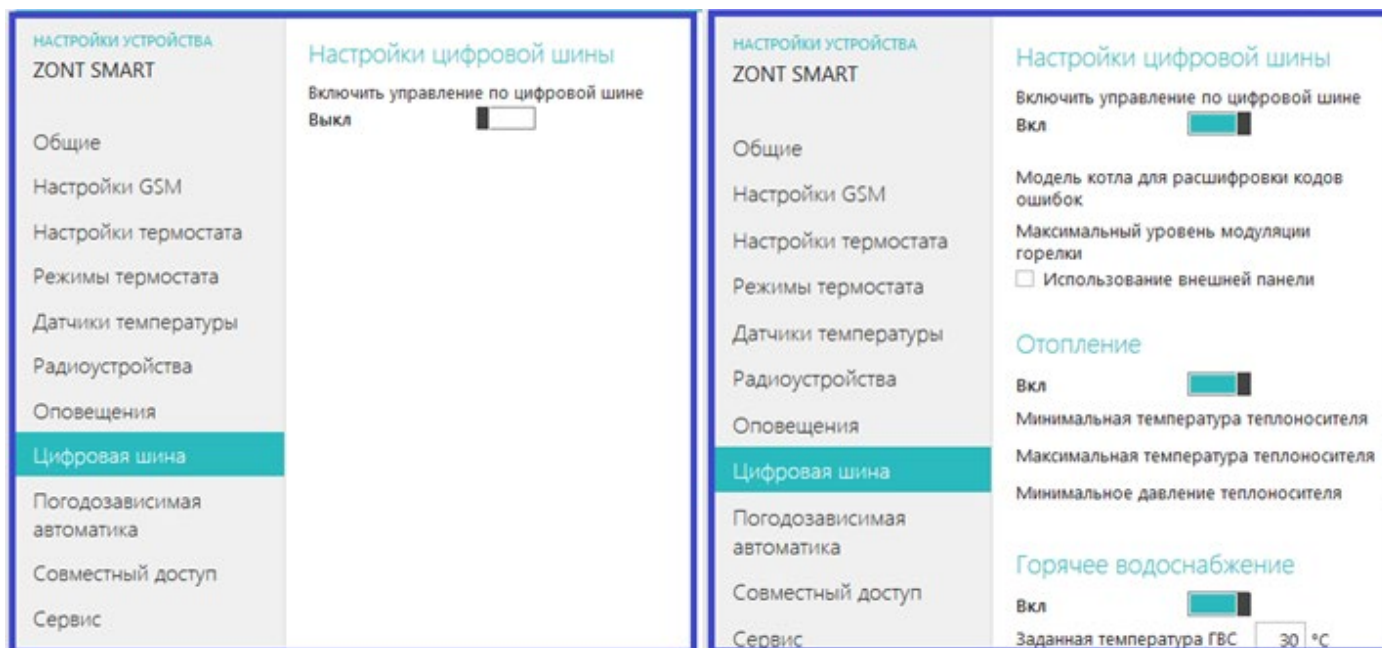 НАСТРОЙКИ УСТРОЙСТВА
ZONT SMART
Общие
Настройки GSM
Настройки термостата
Режимы термостата
Датчики температуры
Радиоустройства
Оповещения
Цифровая шина
Погодозависимая
автоматика
Совместный доступ
Сервис
Настройки цифровой шины
Включить управление по цифровой шине
Выкл
НАСТРОЙКИ УСТРОЙСТВА
ZONT SMART
Общие
Настройки GSM
Настройки термостата
Режимы термостата
Датчики температуры
Радиоустройства
Оповещения
Цифровая шина
Погодозависимая
автоматика
Совместный доступ
Сервис
Настройки цифровой шины
Включить управление по цифровой шине
Вкл
Модель котла для расшифровки кодов
ошибок
Максимальный уровень модуляции
горелки
Использование внешней панели
Отопление
Вкл
Минимальная температура теплоносителя
Максимальная температура теплоносителя
Минимальное давление теплоносителя
Горячее водоснабжение
Вкл
Заданная температура ГВС 30 °C